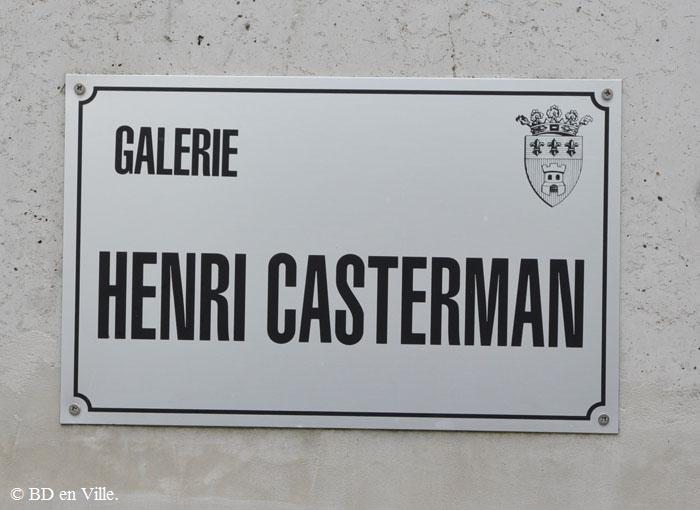 GALERIE
HENRI CASTERMAN
© BD en Ville.